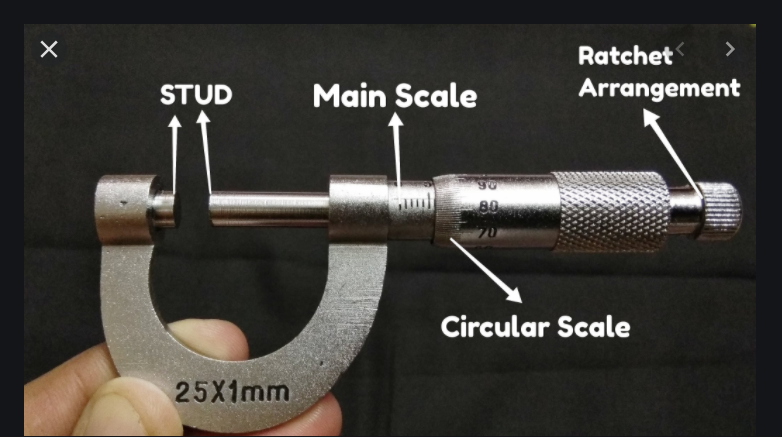 Ratchet
Arrangement
STUD
Main Scale
90
80
70
Circular Scale
25X1mm